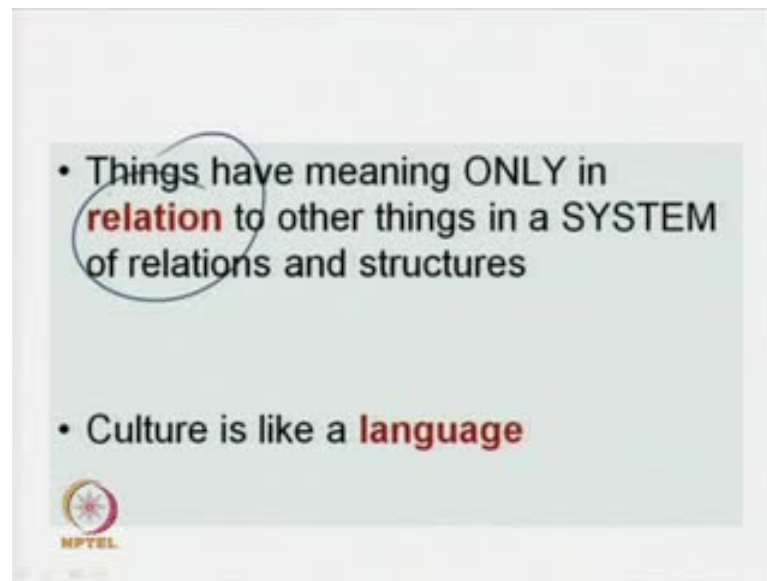 • Things have meaning ONLY in
relation to other things in a SYSTEM
of relations and structures
• Culture is like a language
NPTEL